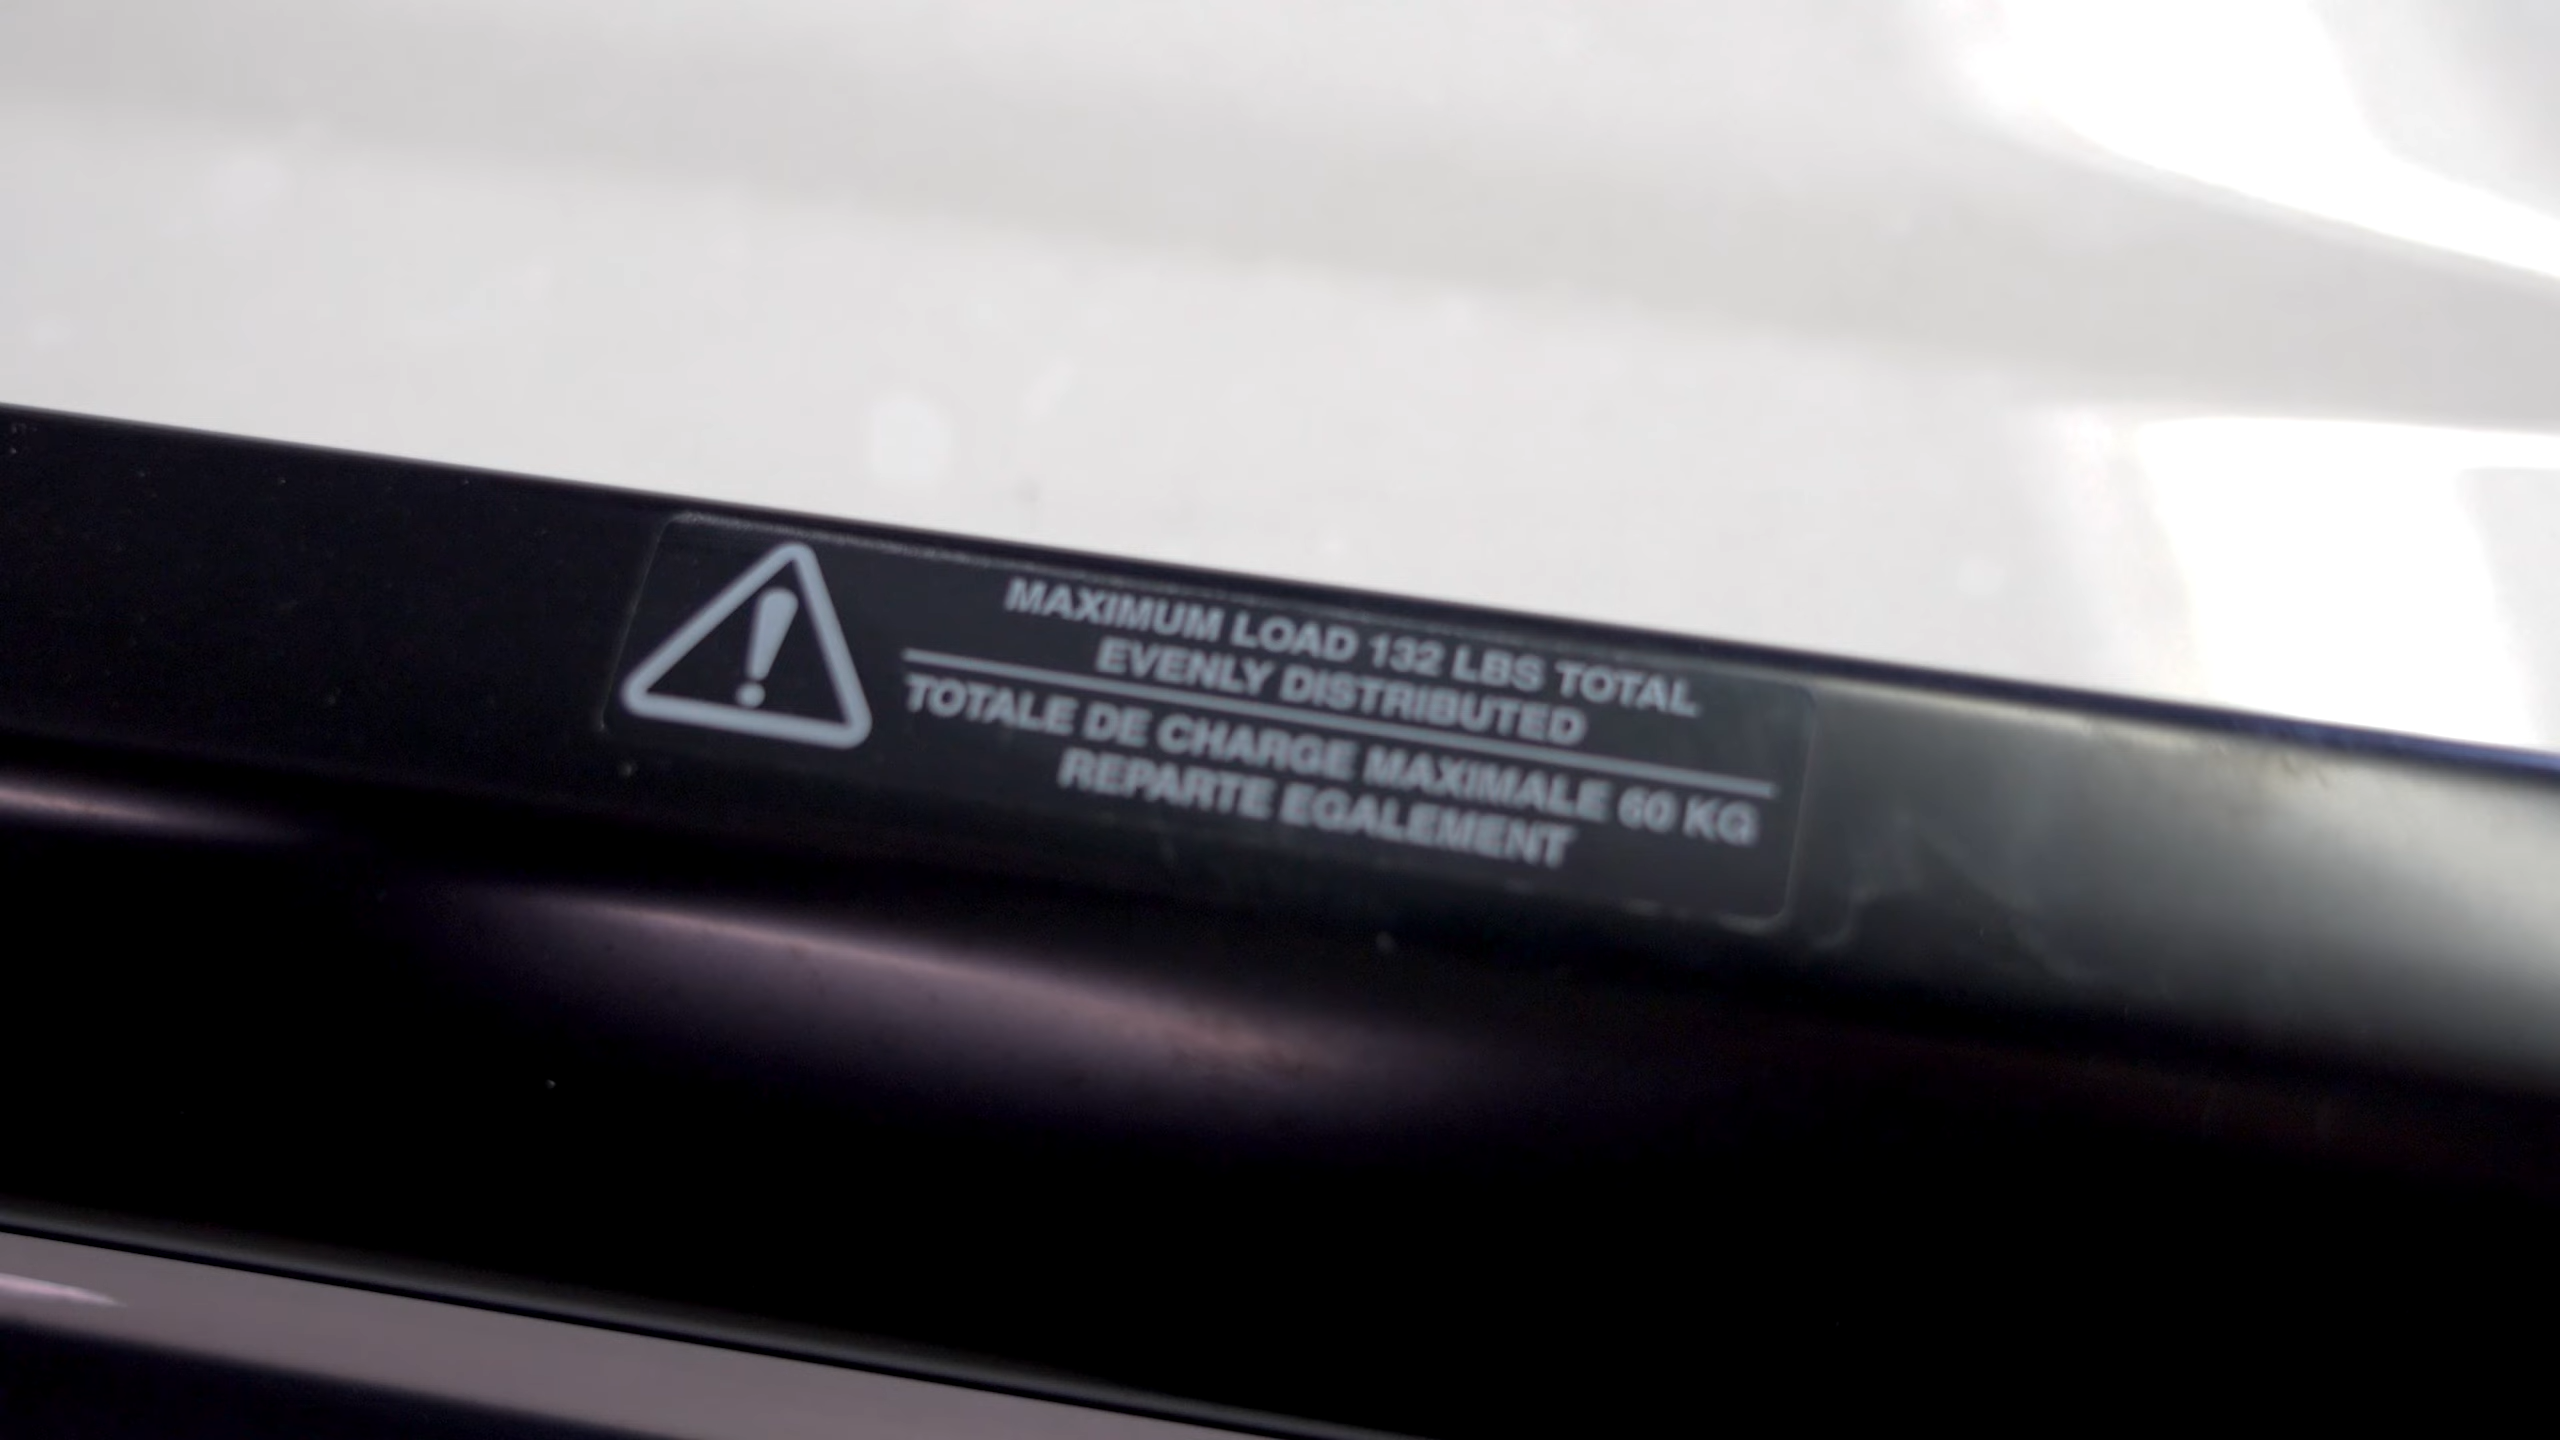 MAXIMUM LOAD 132 LBS TOTAL
EVENLY DISTRIBUTED
TOTALE DE CHARGE MAXIMALE 60 KG
REPARTE EGALEMENT